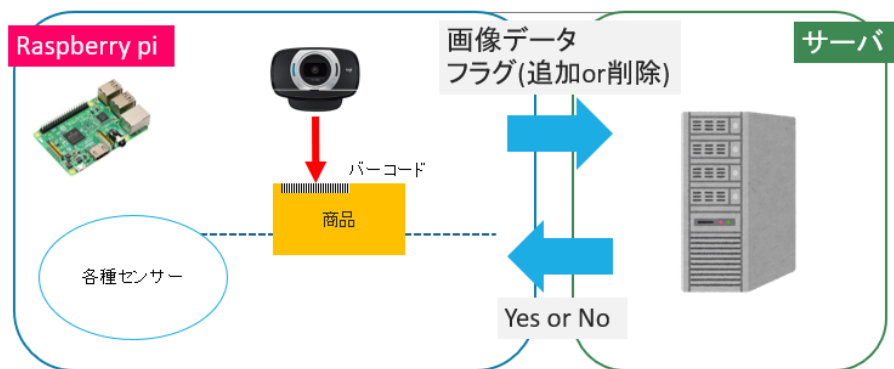 Raspberry pi
画像データ
フラグ(追加or削除)
サーバ
バーコード
商品
各種センサー
Yes or No